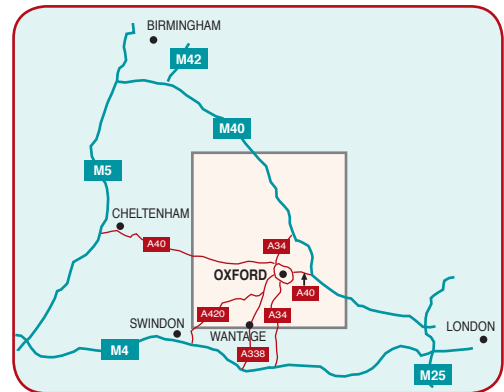 BIRMINGHAM
M42
M40
M5
CHELTENHAM
A40
A34
OXFORD
A40
A420
A34
SWINDON
WANTAGE
LONDON
M4
A338
M25